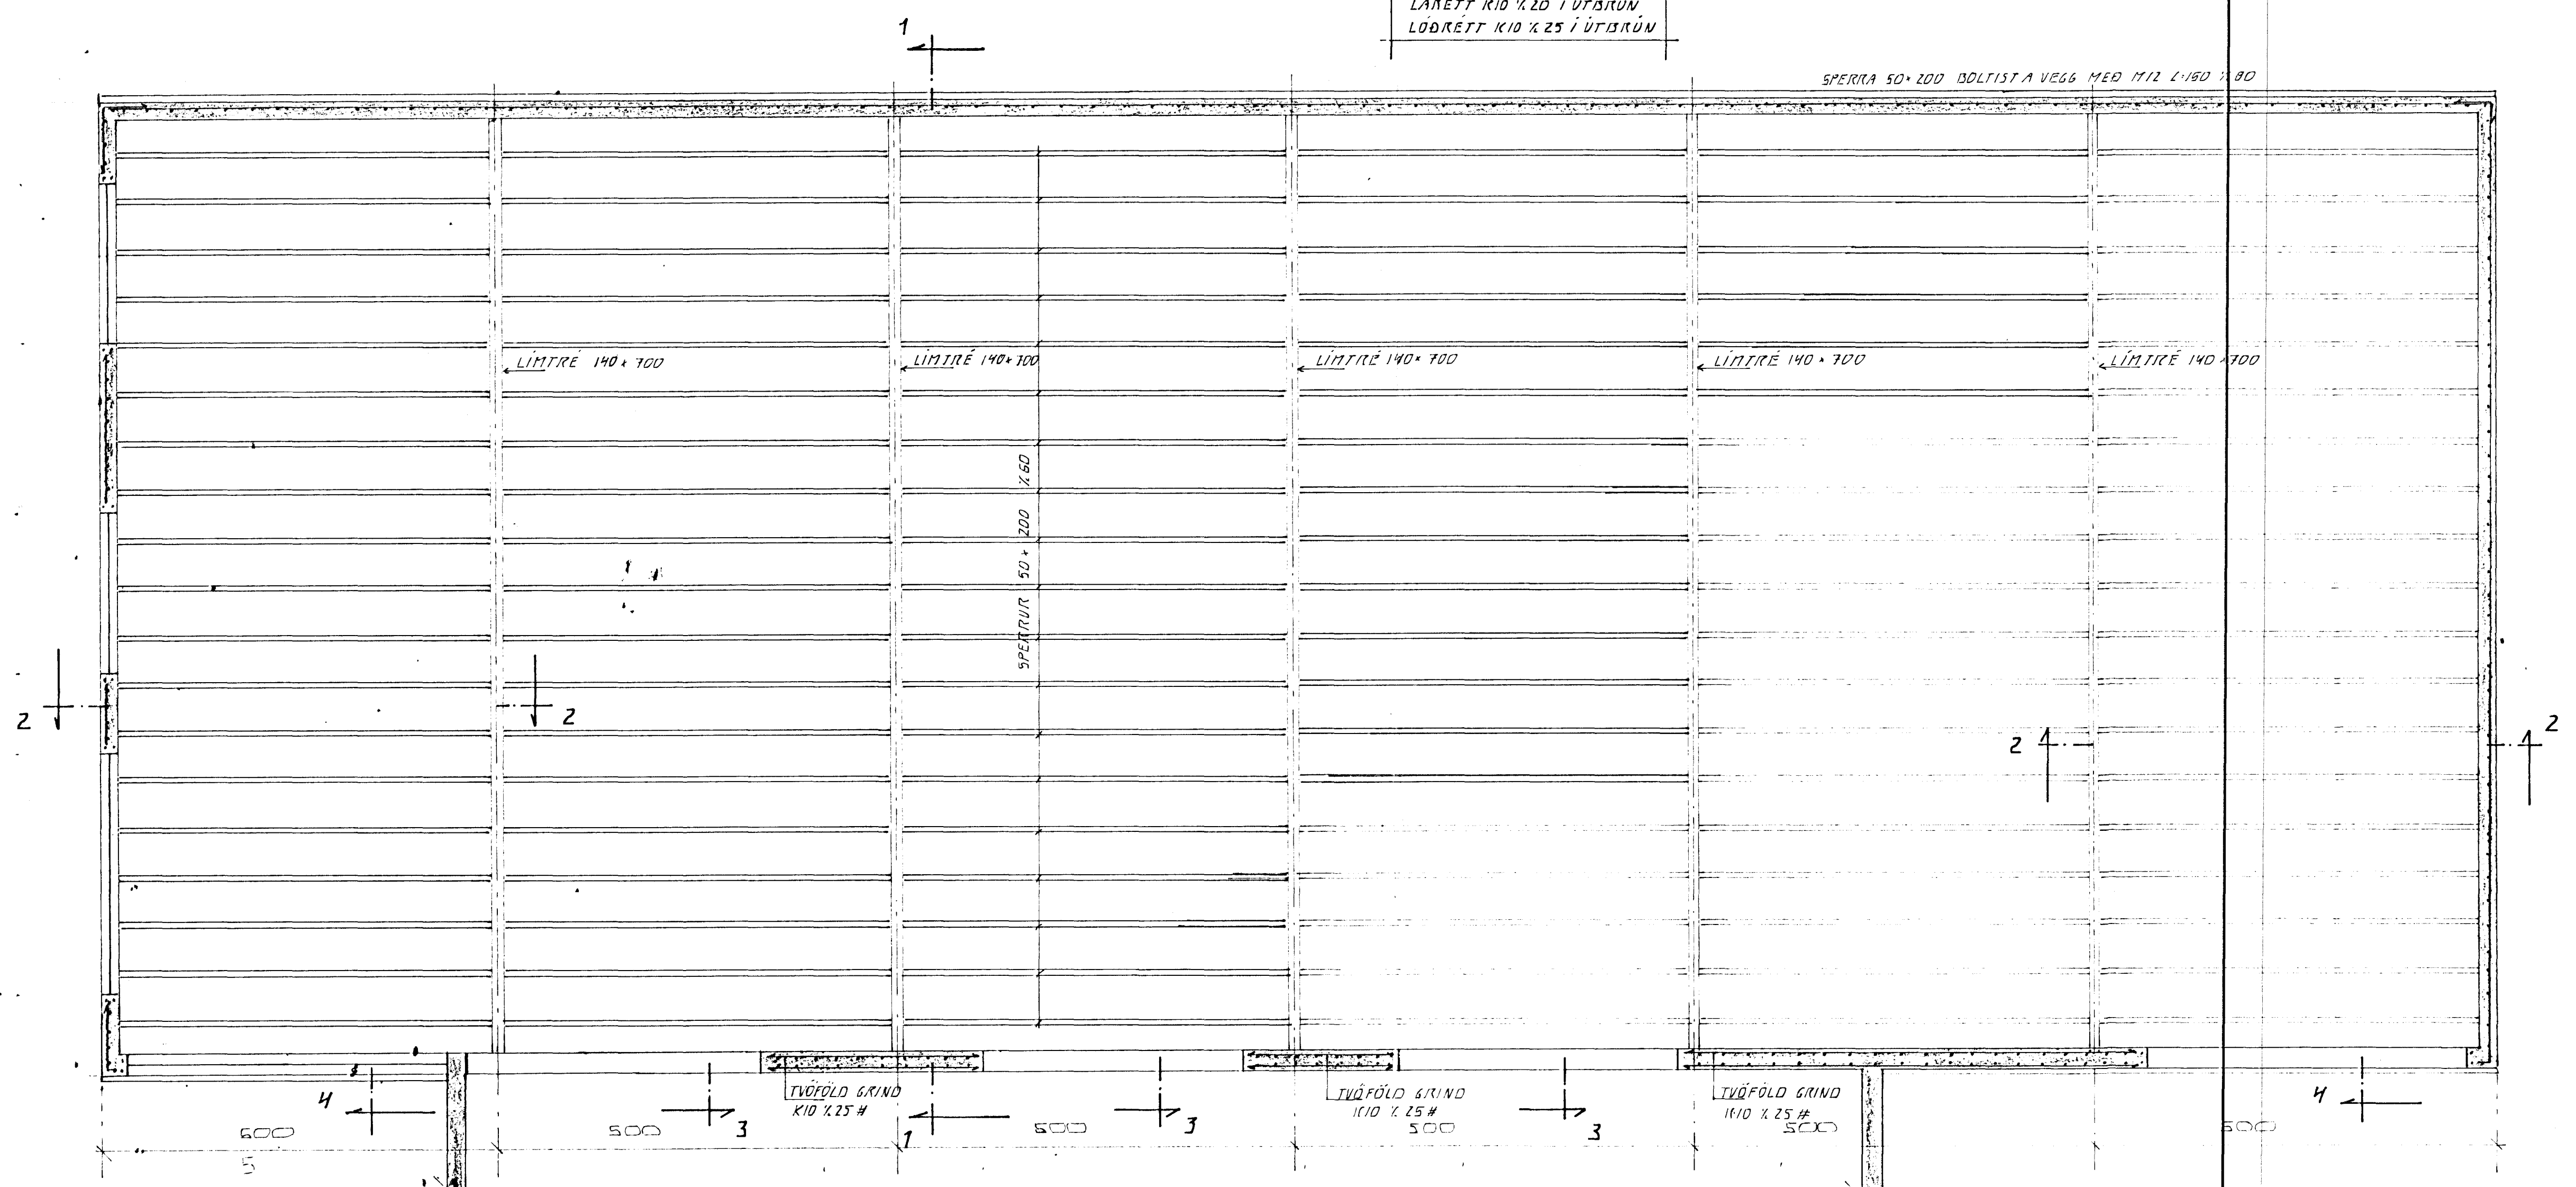 LÁRÉTT K10 % 20 Í ÚTBRÚN
LÓÐRÉTT K10 % 25 Í ÚTBRÚN
1
SPERRA 50×200 BOLTIST Á VEGG MEÐ M12 L=150 % 80
LÍMTRÉ 140×700
LÍMTRÉ 140×700
LÍMTRÉ 140×700
LÍMTRÉ 140×700
LÍMTRÉ 140×700
SPERRUR 50×200 % 60
2
2
2
2
TVÖFÖLD GRIND
K10 % 25 #
TVÖFÖLD GRIND
K10 % 25 #
TVÖFÖLD GRIND
K10 % 25 #
4
3
1
3
3
4
500
500
500
500
500
5